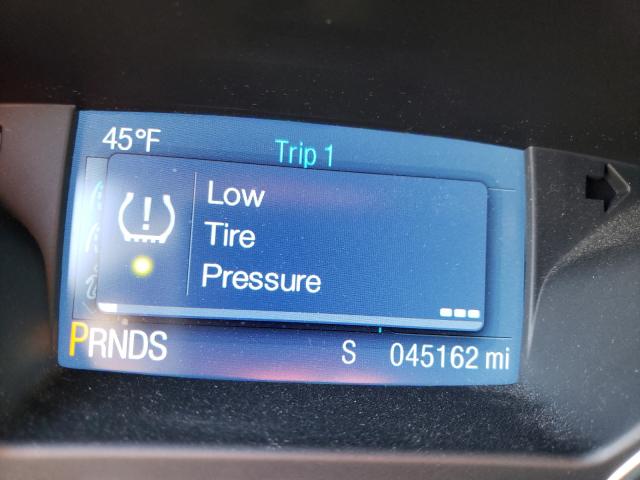 45°F
Trip 1
Low
Tire
Pressure
PRNDS S 045162 mi